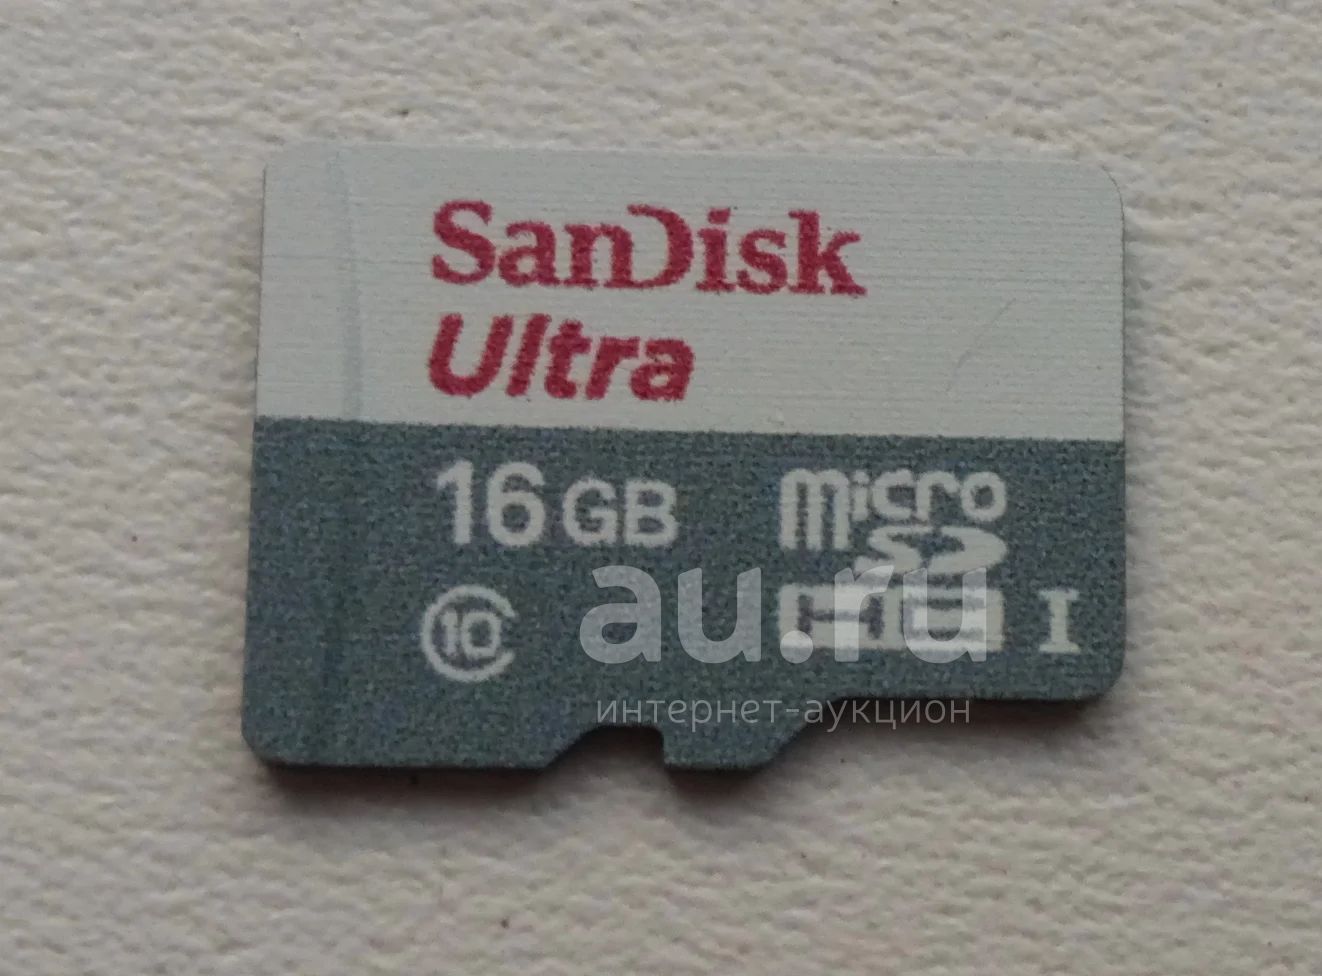 SanDisk
Ultra
16 GB
micro
SD
HC I
10
au.ru
интернет-аукцион